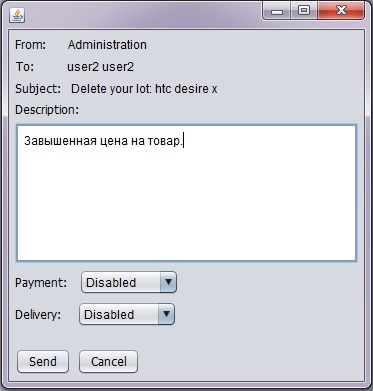 From: Administration
To: user2 user2
Subject: Delete your lot: htc desire x
Description:
Завышенная цена на товар.
Payment: Disabled
Delivery: Disabled
Send Cancel